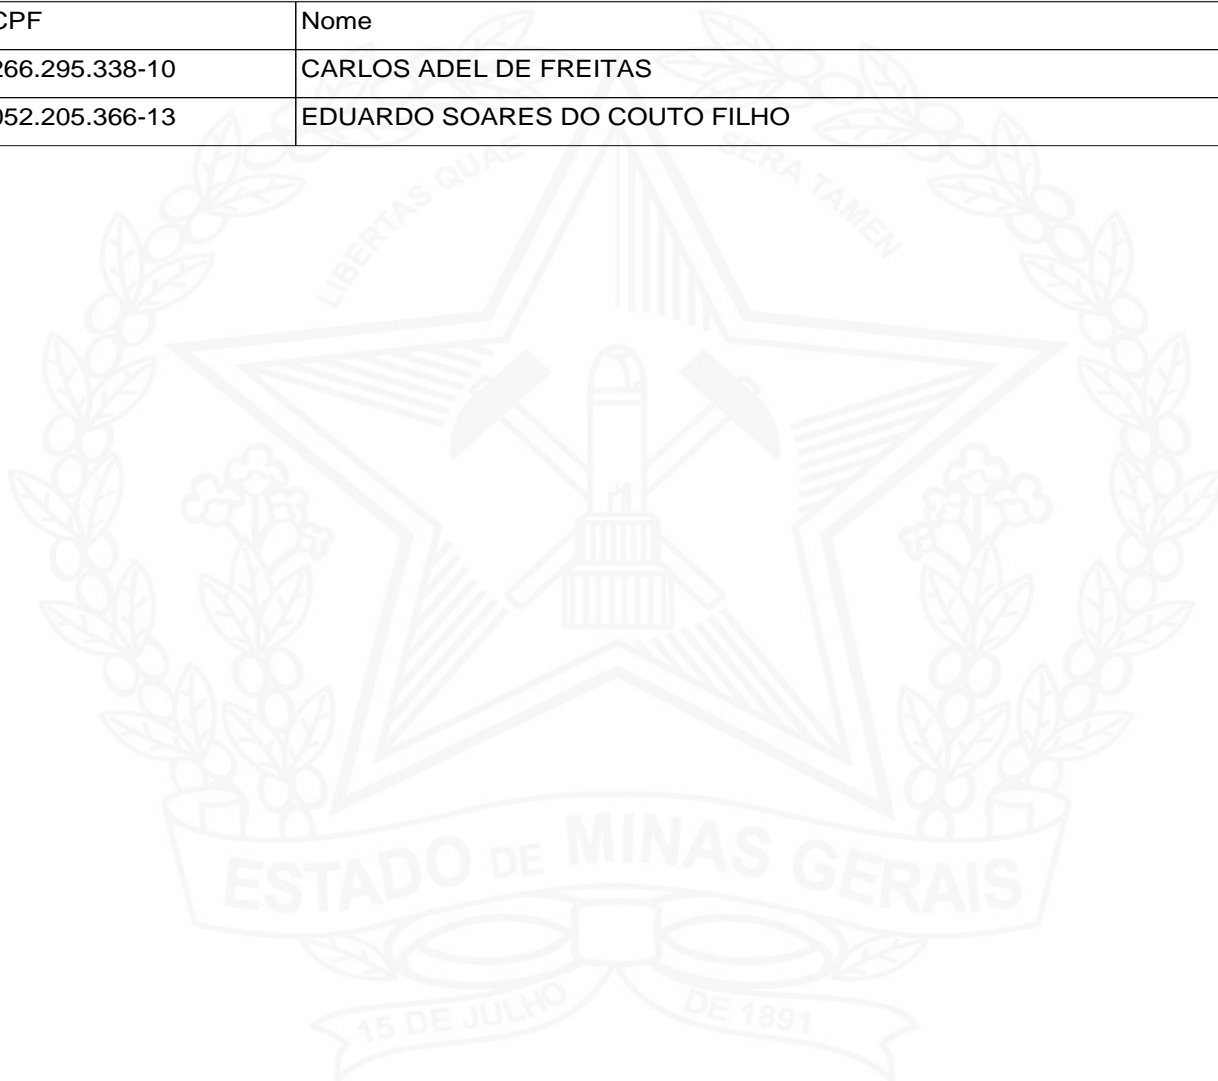 CPF Nome
266.295.338-10 CARLOS ADEL DE FREITAS
052.205.366-13 EDUARDO SOARES DO COUTO FILHO
LIBERTAS QUAE SERA TAMEN
ESTADO DE MINAS GERAIS
15 DE JULHO DE 1891